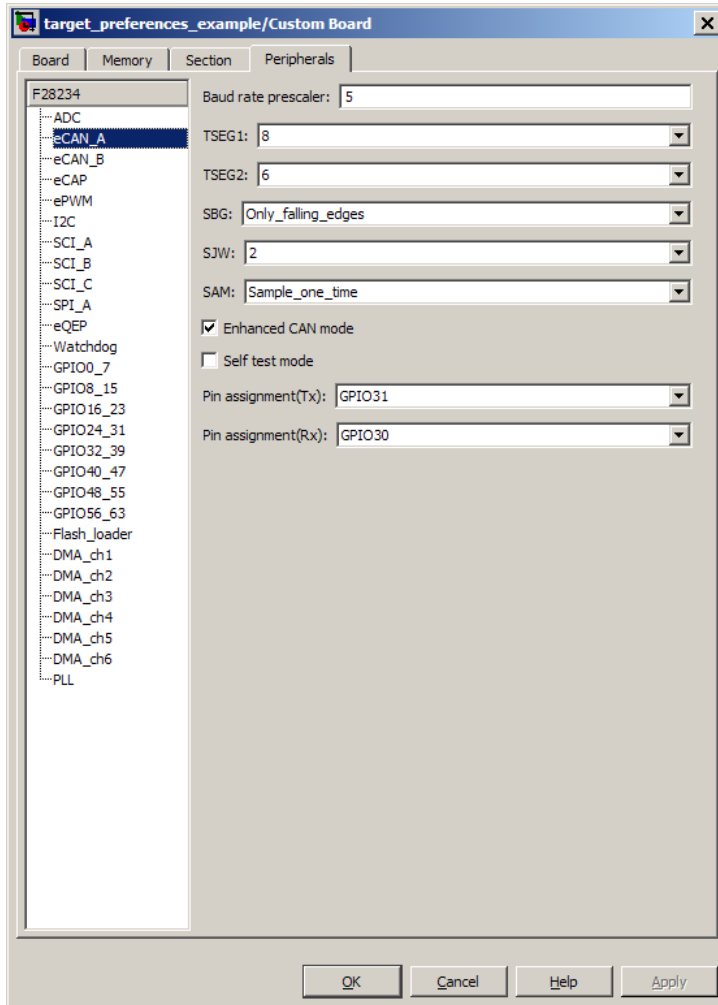 target_preferences_example/Custom Board
Board Memory Section Peripherals
F28234
ADC
eCAN_A
eCAN_B
eCAP
ePWM
I2C
SCI_A
SCI_B
SCI_C
SPI_A
eQEP
Watchdog
GPIO0_7
GPIO8_15
GPIO16_23
GPIO24_31
GPIO32_39
GPIO40_47
GPIO48_55
GPIO56_63
Flash_loader
DMA_ch1
DMA_ch2
DMA_ch3
DMA_ch4
DMA_ch5
DMA_ch6
PLL
Baud rate prescaler: 5
TSEG1: 8
TSEG2: 6
SBG: Only_falling_edges
SJW: 2
SAM: Sample_one_time
Enhanced CAN mode
Self test mode
Pin assignment(Tx): GPIO31
Pin assignment(Rx): GPIO30
OK Cancel Help Apply